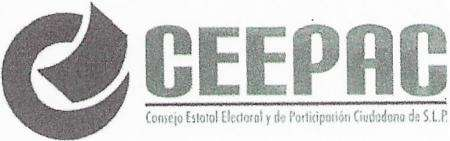 CEEPAC
Consejo Estatal Electoral y de Participación Ciudadana de S.L.P.